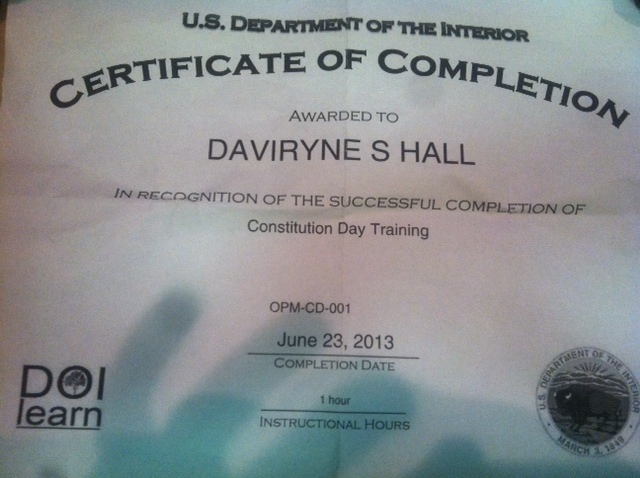 U.S. DEPARTMENT OF THE INTERIOR
CERTIFICATE OF COMPLETION
AWARDED TO
DAVIRYNE S HALL
IN RECOGNITION OF THE SUCCESSFUL COMPLETION OF
Constitution Day Training
OPM-CD-001
June 23, 2013
COMPLETION DATE
1 hour
INSTRUCTIONAL HOURS
DOI
learn
U.S. DEPARTMENT OF THE INTERIOR
MARCH 3, 1849